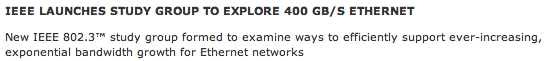 IEEE LAUNCHES STUDY GROUP TO EXPLORE 400 GB/S ETHERNET
New IEEE 802.3™ study group formed to examine ways to efficiently support ever-increasing,
exponential bandwidth growth for Ethernet networks